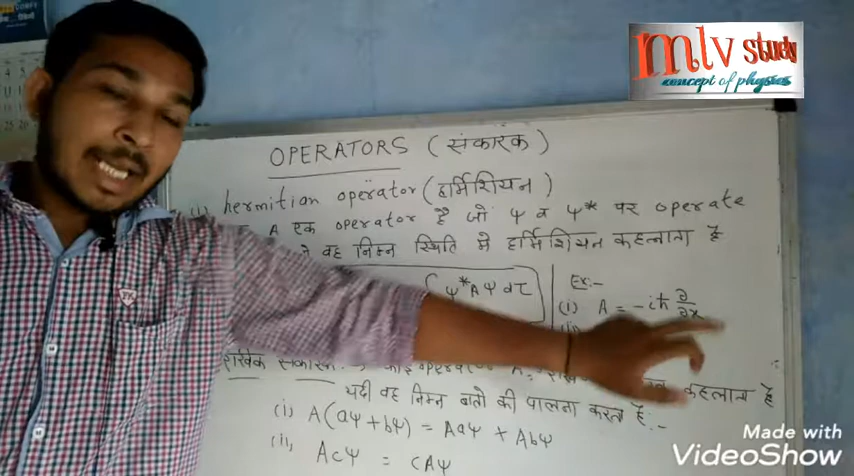 mlv study
concept of physics
OPERATORS (संकारक)
(i) hermitian operator (हर्मिशियन)
A एक operator है जो ψ व ψ* पर operate
वह निम्न स्थिति मे हर्मिशियन कहलाता है
∫ψ*Aψdτ
Ex:-
(i) A = -iħ ∂/∂x
कहलाता है
यदी वह निम्न बातो की पालना करता है :-
(i) A(aψ + bψ) = Aaψ + Abψ
(ii) Acψ = cAψ
Made with
VideoShow